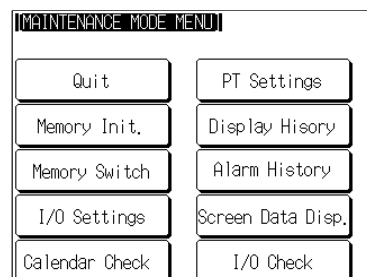 [MAINTENANCE MODE MENU]
Quit
PT Settings
Memory Init.
Display Hisory
Memory Switch
Alarm History
I/O Settings
Screen Data Disp.
Calendar Check
I/O Check